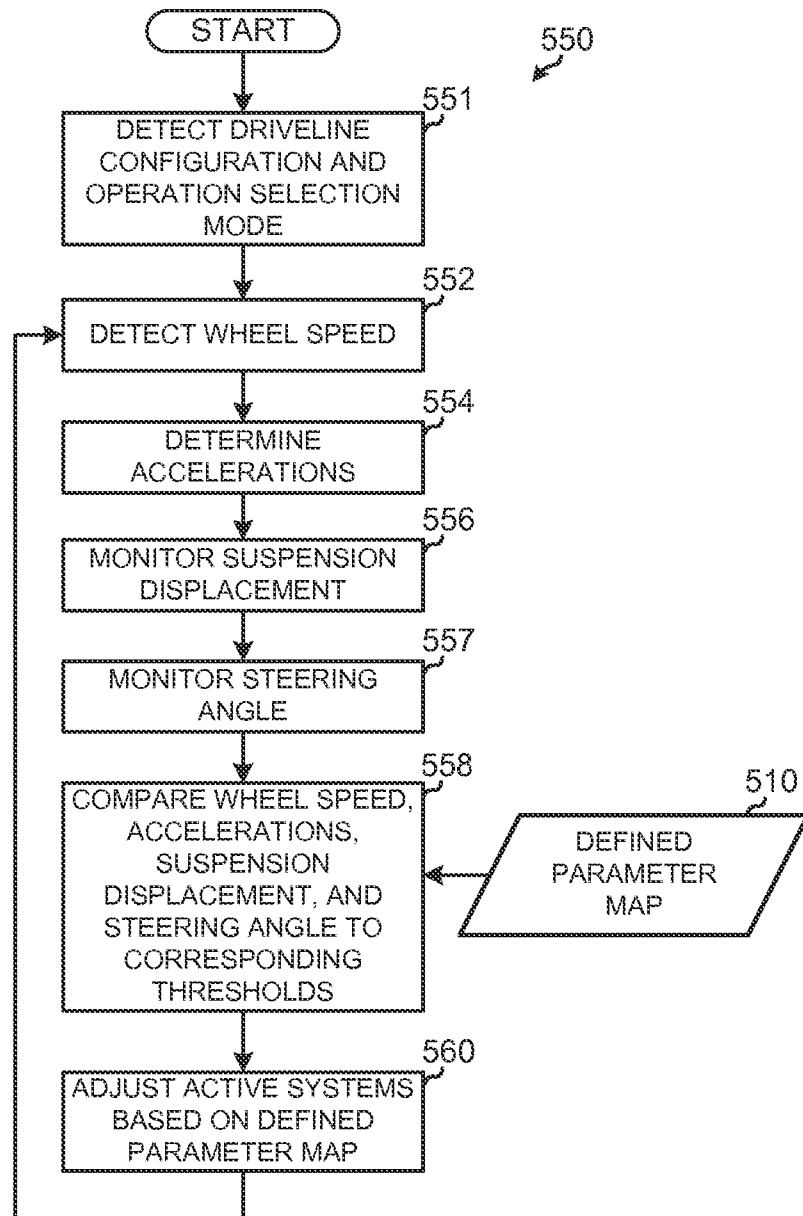 START
550
551
DETECT DRIVELINE
CONFIGURATION AND
OPERATION SELECTION
MODE
552
DETECT WHEEL SPEED
554
DETERMINE
ACCELERATIONS
556
MONITOR SUSPENSION
DISPLACEMENT
557
MONITOR STEERING
ANGLE
558
COMPARE WHEEL SPEED,
ACCELERATIONS,
SUSPENSION
DISPLACEMENT, AND
STEERING ANGLE TO
CORRESPONDING
THRESHOLDS
510
DEFINED
PARAMETER
MAP
560
ADJUST ACTIVE SYSTEMS
BASED ON DEFINED
PARAMETER MAP